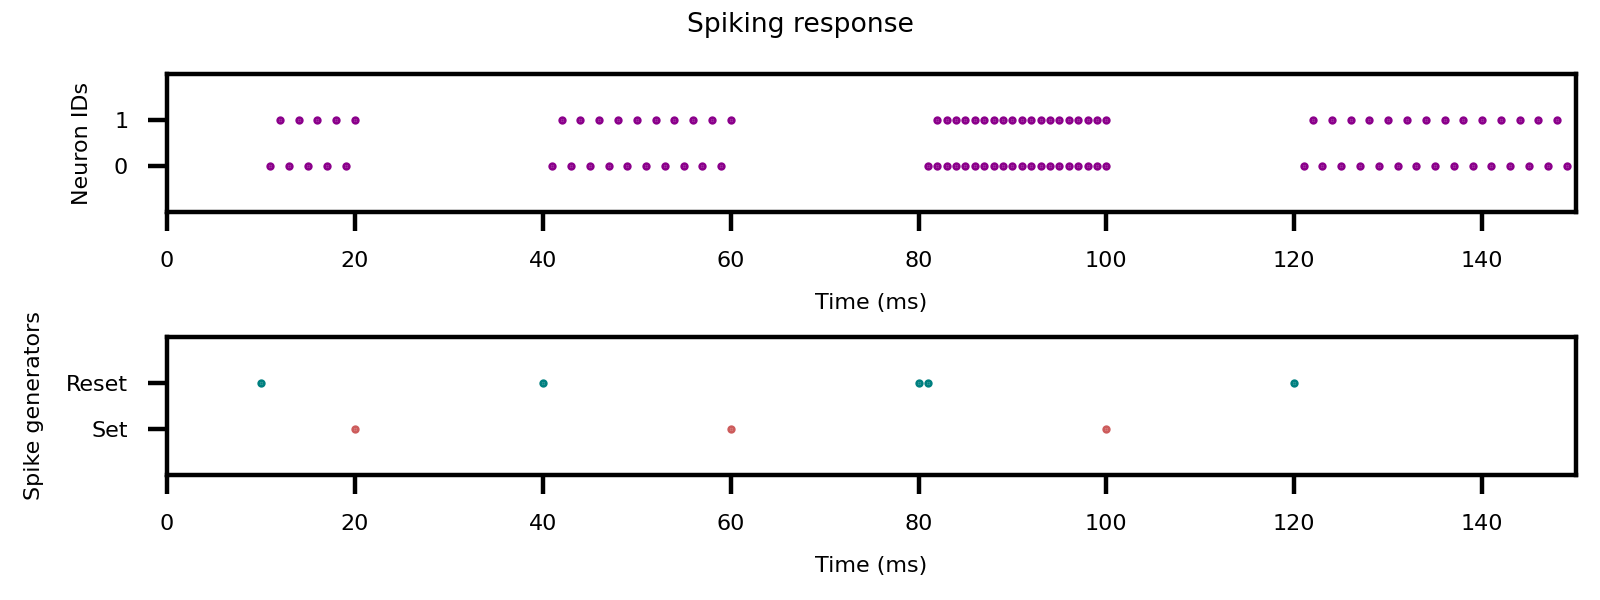 Spiking response
Neuron IDs
1
0
0 20 40 60 80 100 120 140
Time (ms)
Spike generators
Reset
Set
0 20 40 60 80 100 120 140
Time (ms)